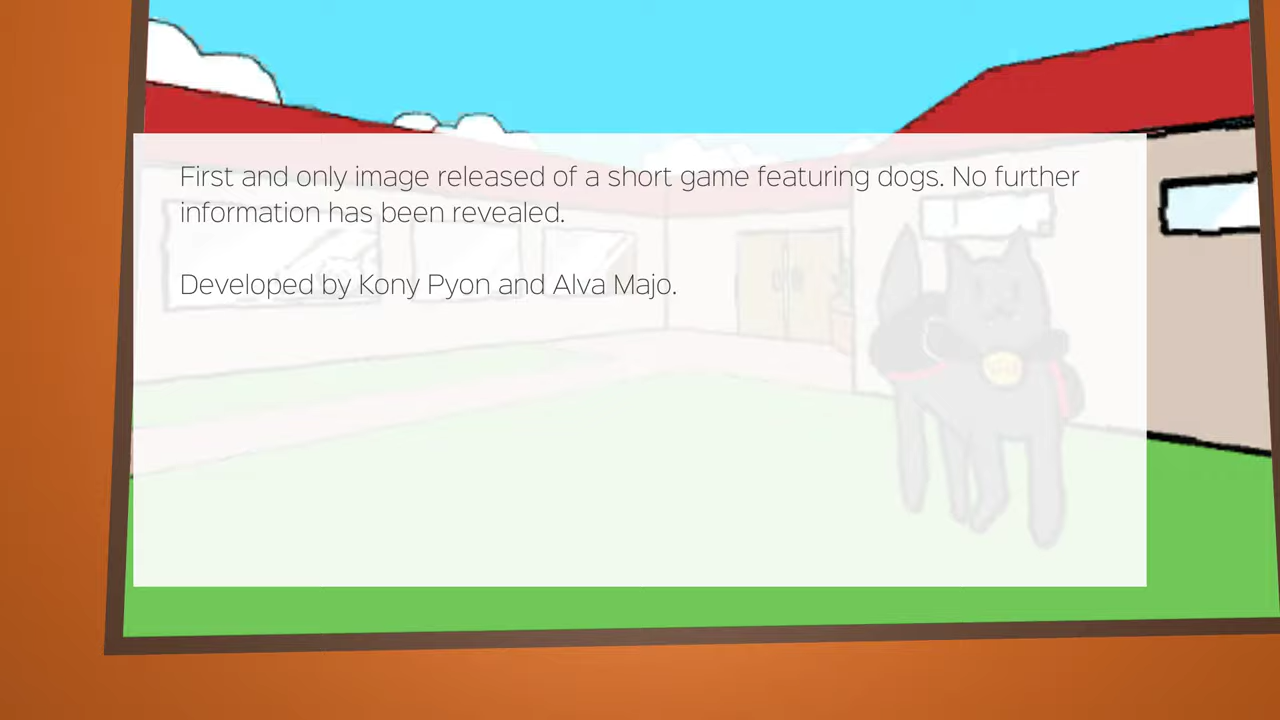 First and only image released of a short game featuring dogs. No further
information has been revealed.
Developed by Kony Pyon and Alva Majo.